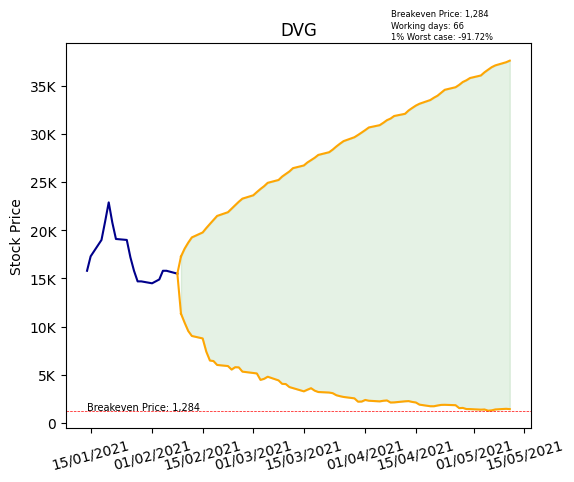 Breakeven Price: 1,284
Working days: 66
1% Worst case: -91.72%
DVG
Stock Price
35K
30K
25K
20K
15K
10K
5K
0
Breakeven Price: 1,284
15/01/2021
01/02/2021
15/02/2021
01/03/2021
15/03/2021
01/04/2021
15/04/2021
01/05/2021
15/05/2021